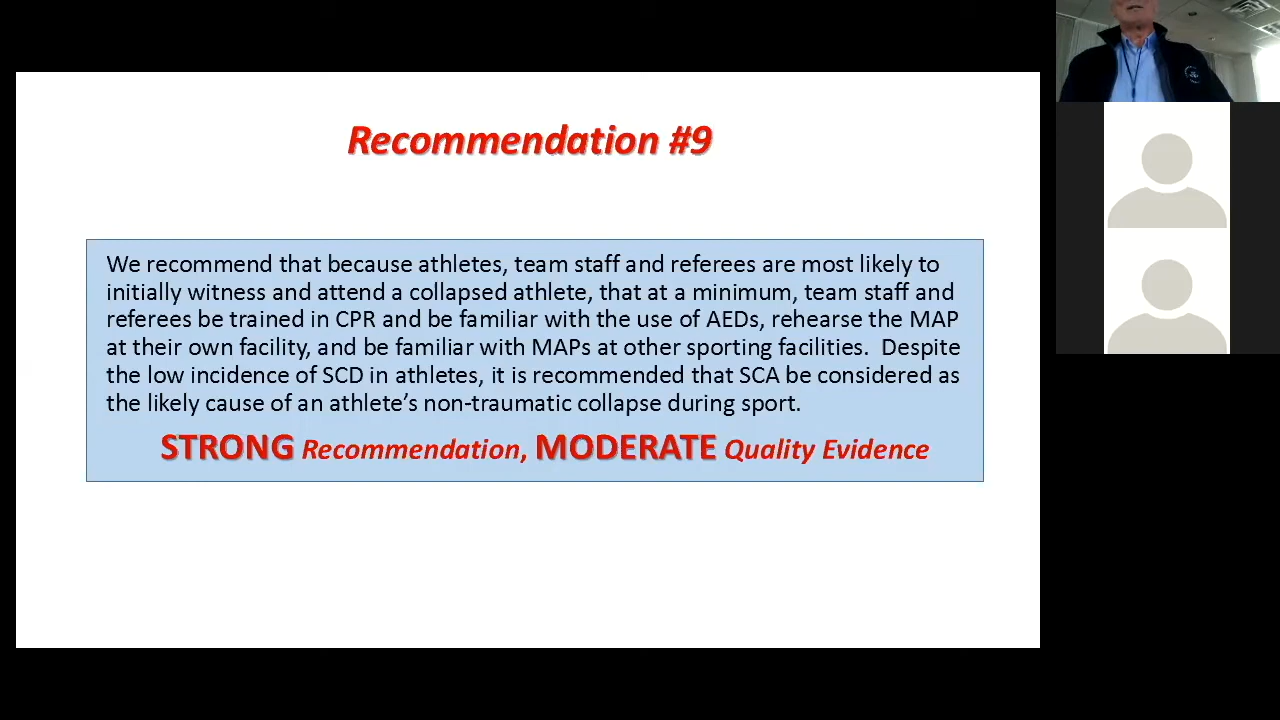 Recommendation #9
We recommend that because athletes, team staff and referees are most likely to
initially witness and attend a collapsed athlete, that at a minimum, team staff and
referees be trained in CPR and be familiar with the use of AEDs, rehearse the MAP
at their own facility, and be familiar with MAPs at other sporting facilities.  Despite
the low incidence of SCD in athletes, it is recommended that SCA be considered as
the likely cause of an athlete’s non-traumatic collapse during sport.
STRONG Recommendation, MODERATE Quality Evidence